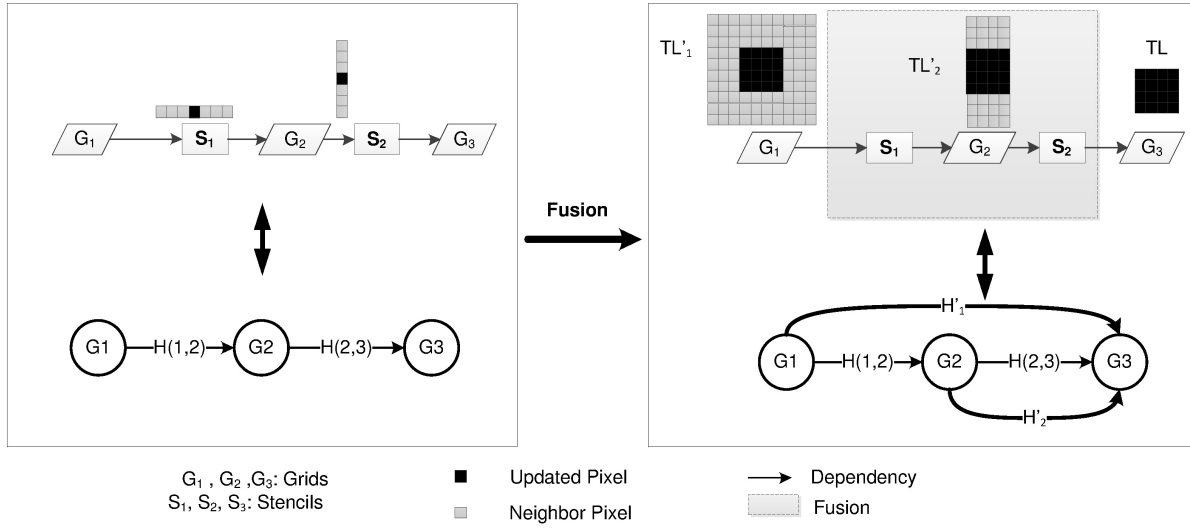 G1 S1 G2 S2 G3
G1 H(1,2) G2 H(2,3) G3
Fusion
TL'1 TL'2 TL
G1 S1 G2 S2 G3
H'1
G1 H(1,2) G2 H(2,3) G3
H'2
G1 , G2 ,G3: Grids
S1, S2, S3: Stencils
Updated Pixel
Neighbor Pixel
Dependency
Fusion